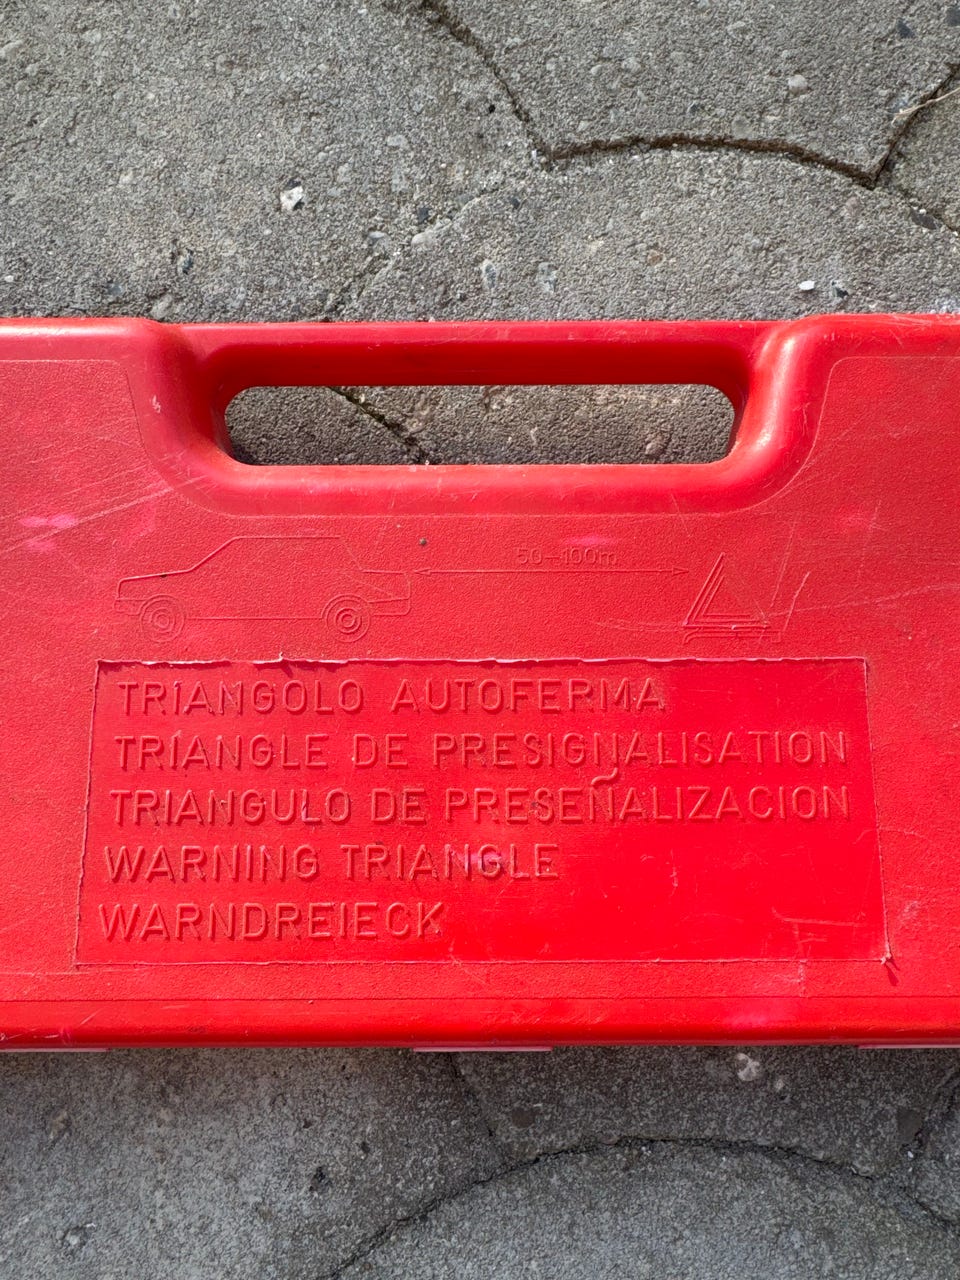 50-100m
TRIANGOLO AUTOFERMA
TRIANGLE DE PRESIGNALISATION
TRIANGULO DE PRESEÑALIZACION
WARNING TRIANGLE
WARNDREIECK